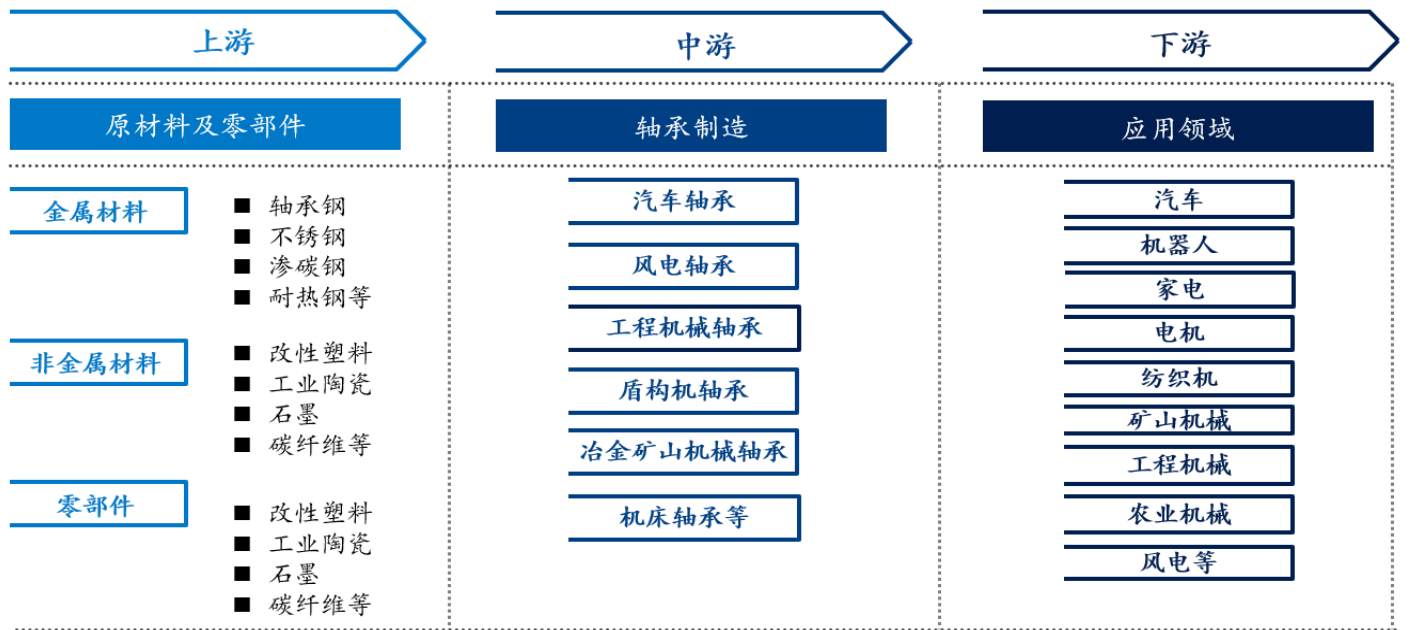 上游
中游
下游
原材料及零部件
轴承制造
应用领域
金属材料
轴承钢
不锈钢
渗碳钢
耐热钢等
非金属材料
改性塑料
工业陶瓷
石墨
碳纤维等
零部件
改性塑料
工业陶瓷
石墨
碳纤维等
汽车轴承
风电轴承
工程机械轴承
盾构机轴承
冶金矿山机械轴承
机床轴承等
汽车
机器人
家电
电机
纺织机
矿山机械
工程机械
农业机械
风电等